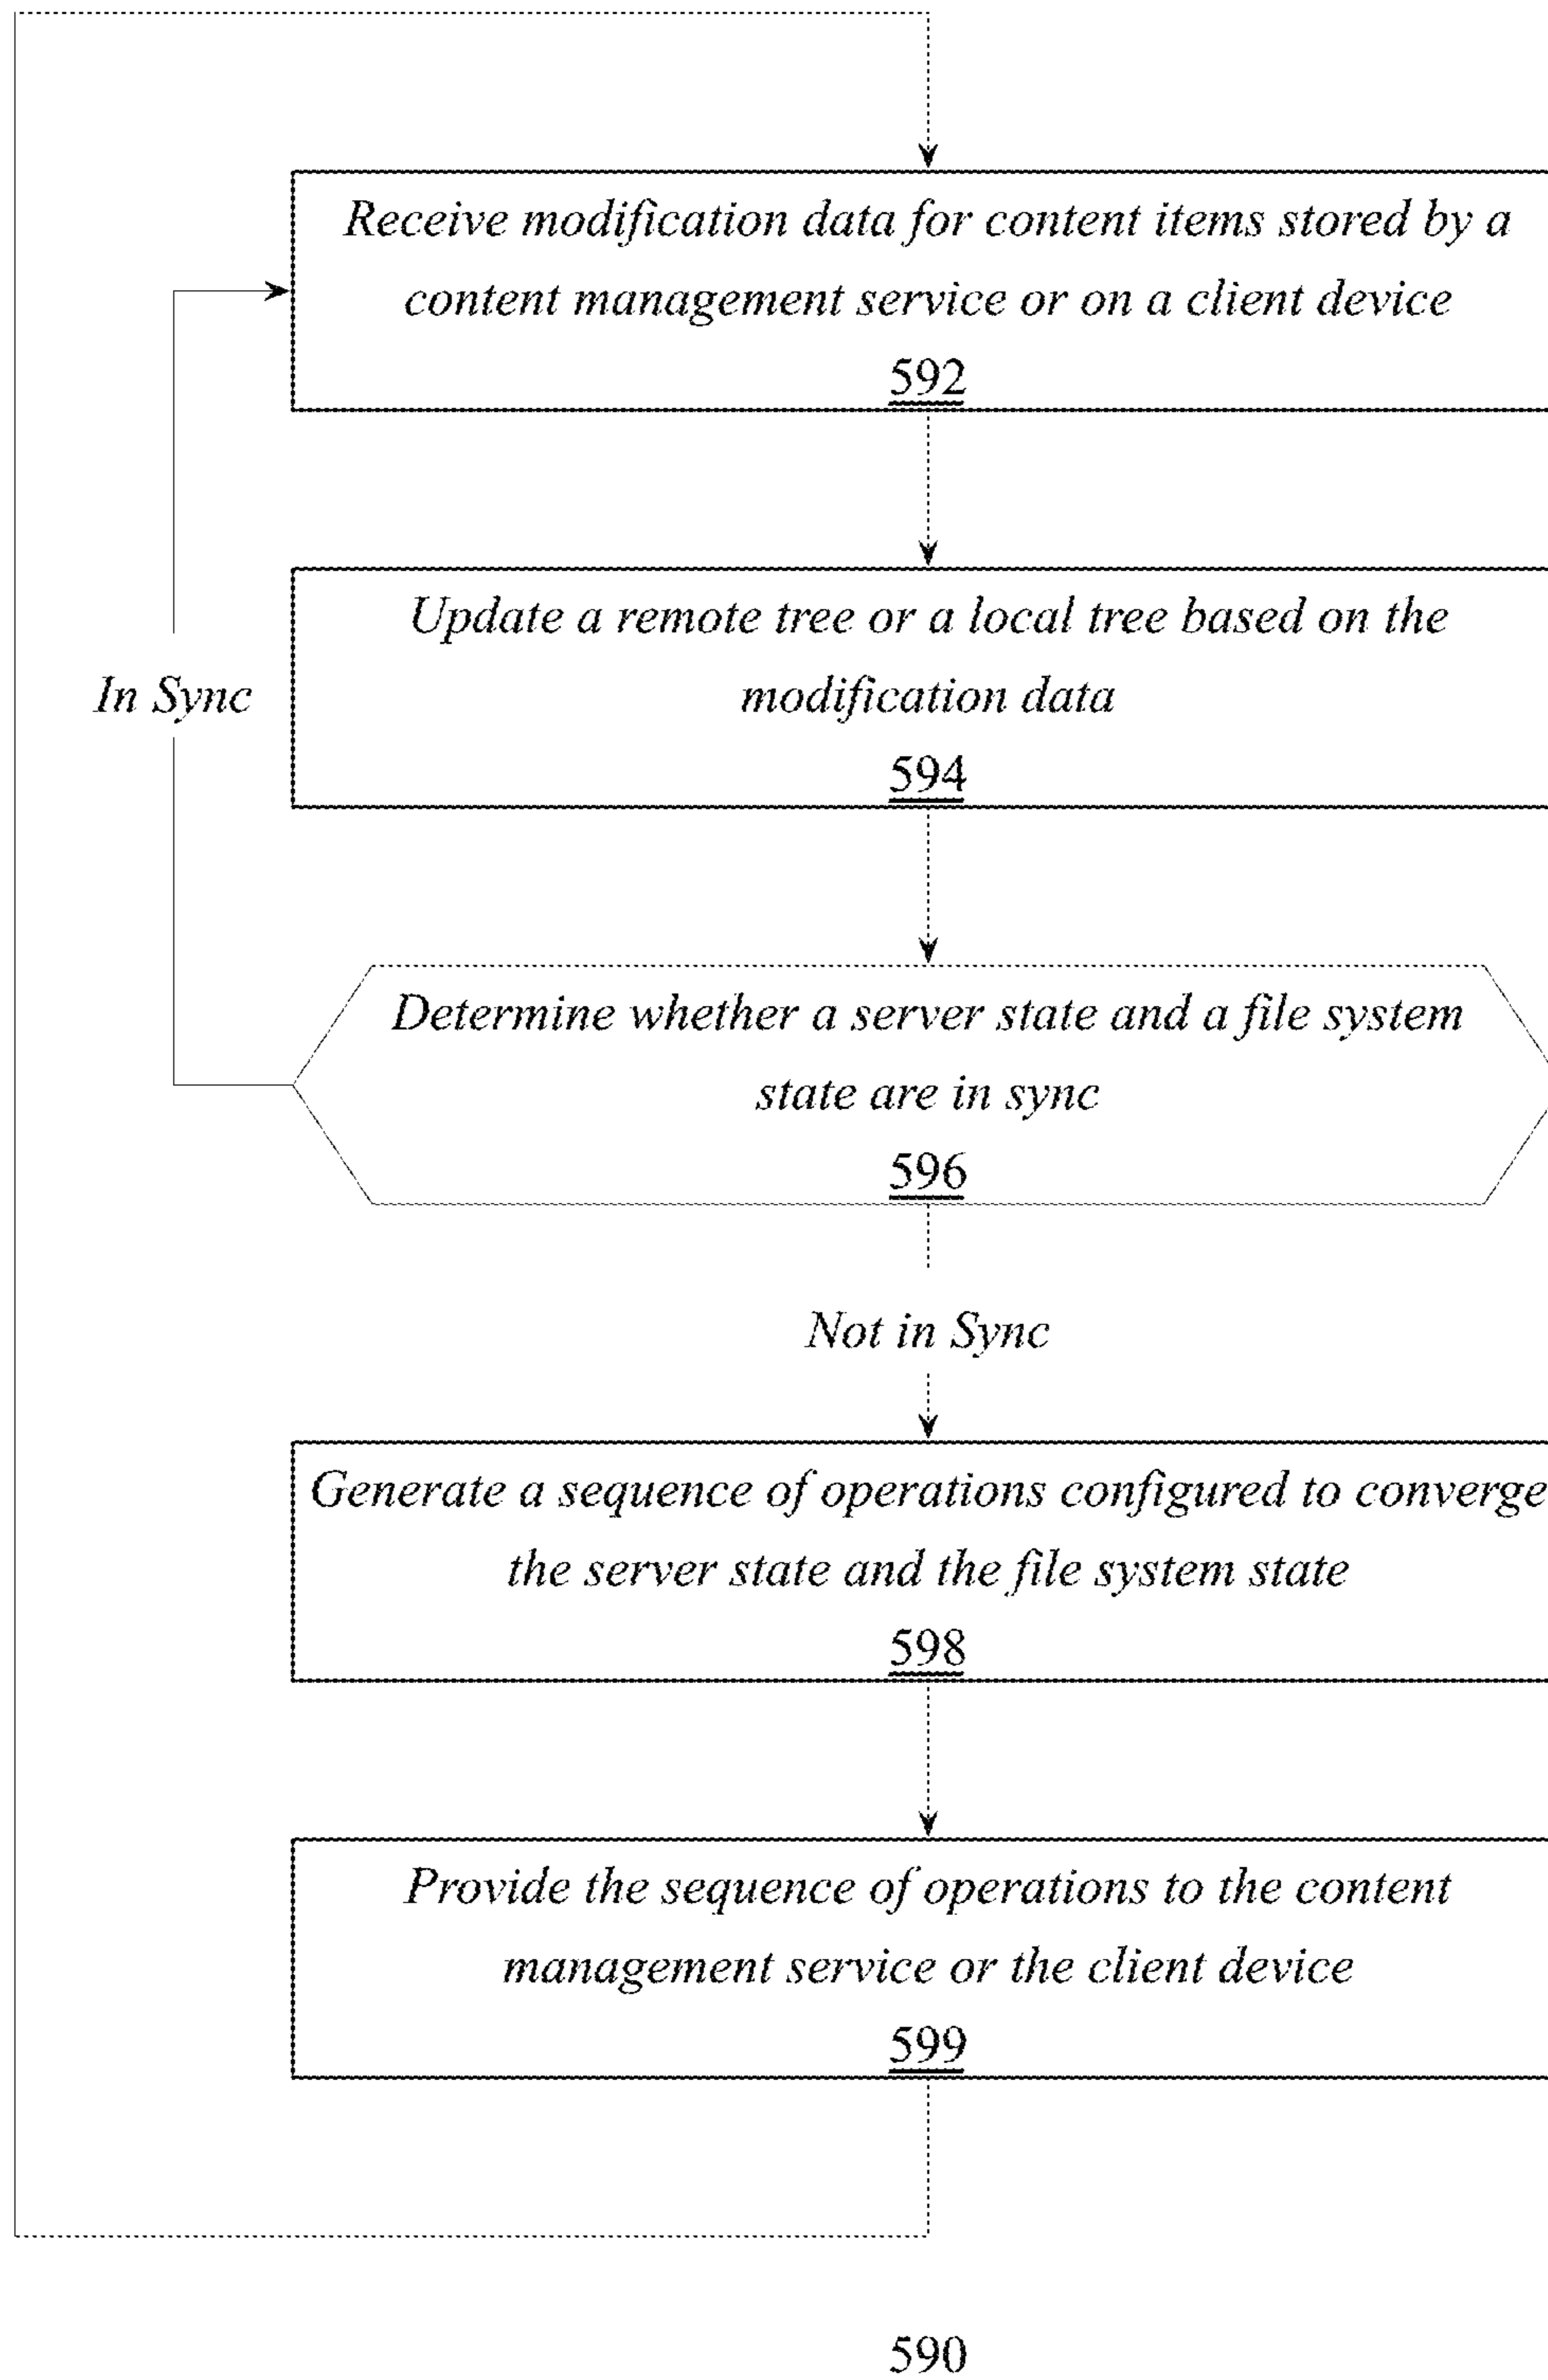 Receive modification data for content items stored by a
content management service or on a client device
592
Update a remote tree or a local tree based on the
modification data
594
In Sync
Determine whether a server state and a file system
state are in sync
596
Not in Sync
Generate a sequence of operations configured to converge
the server state and the file system state
598
Provide the sequence of operations to the content
management service or the client device
599
590